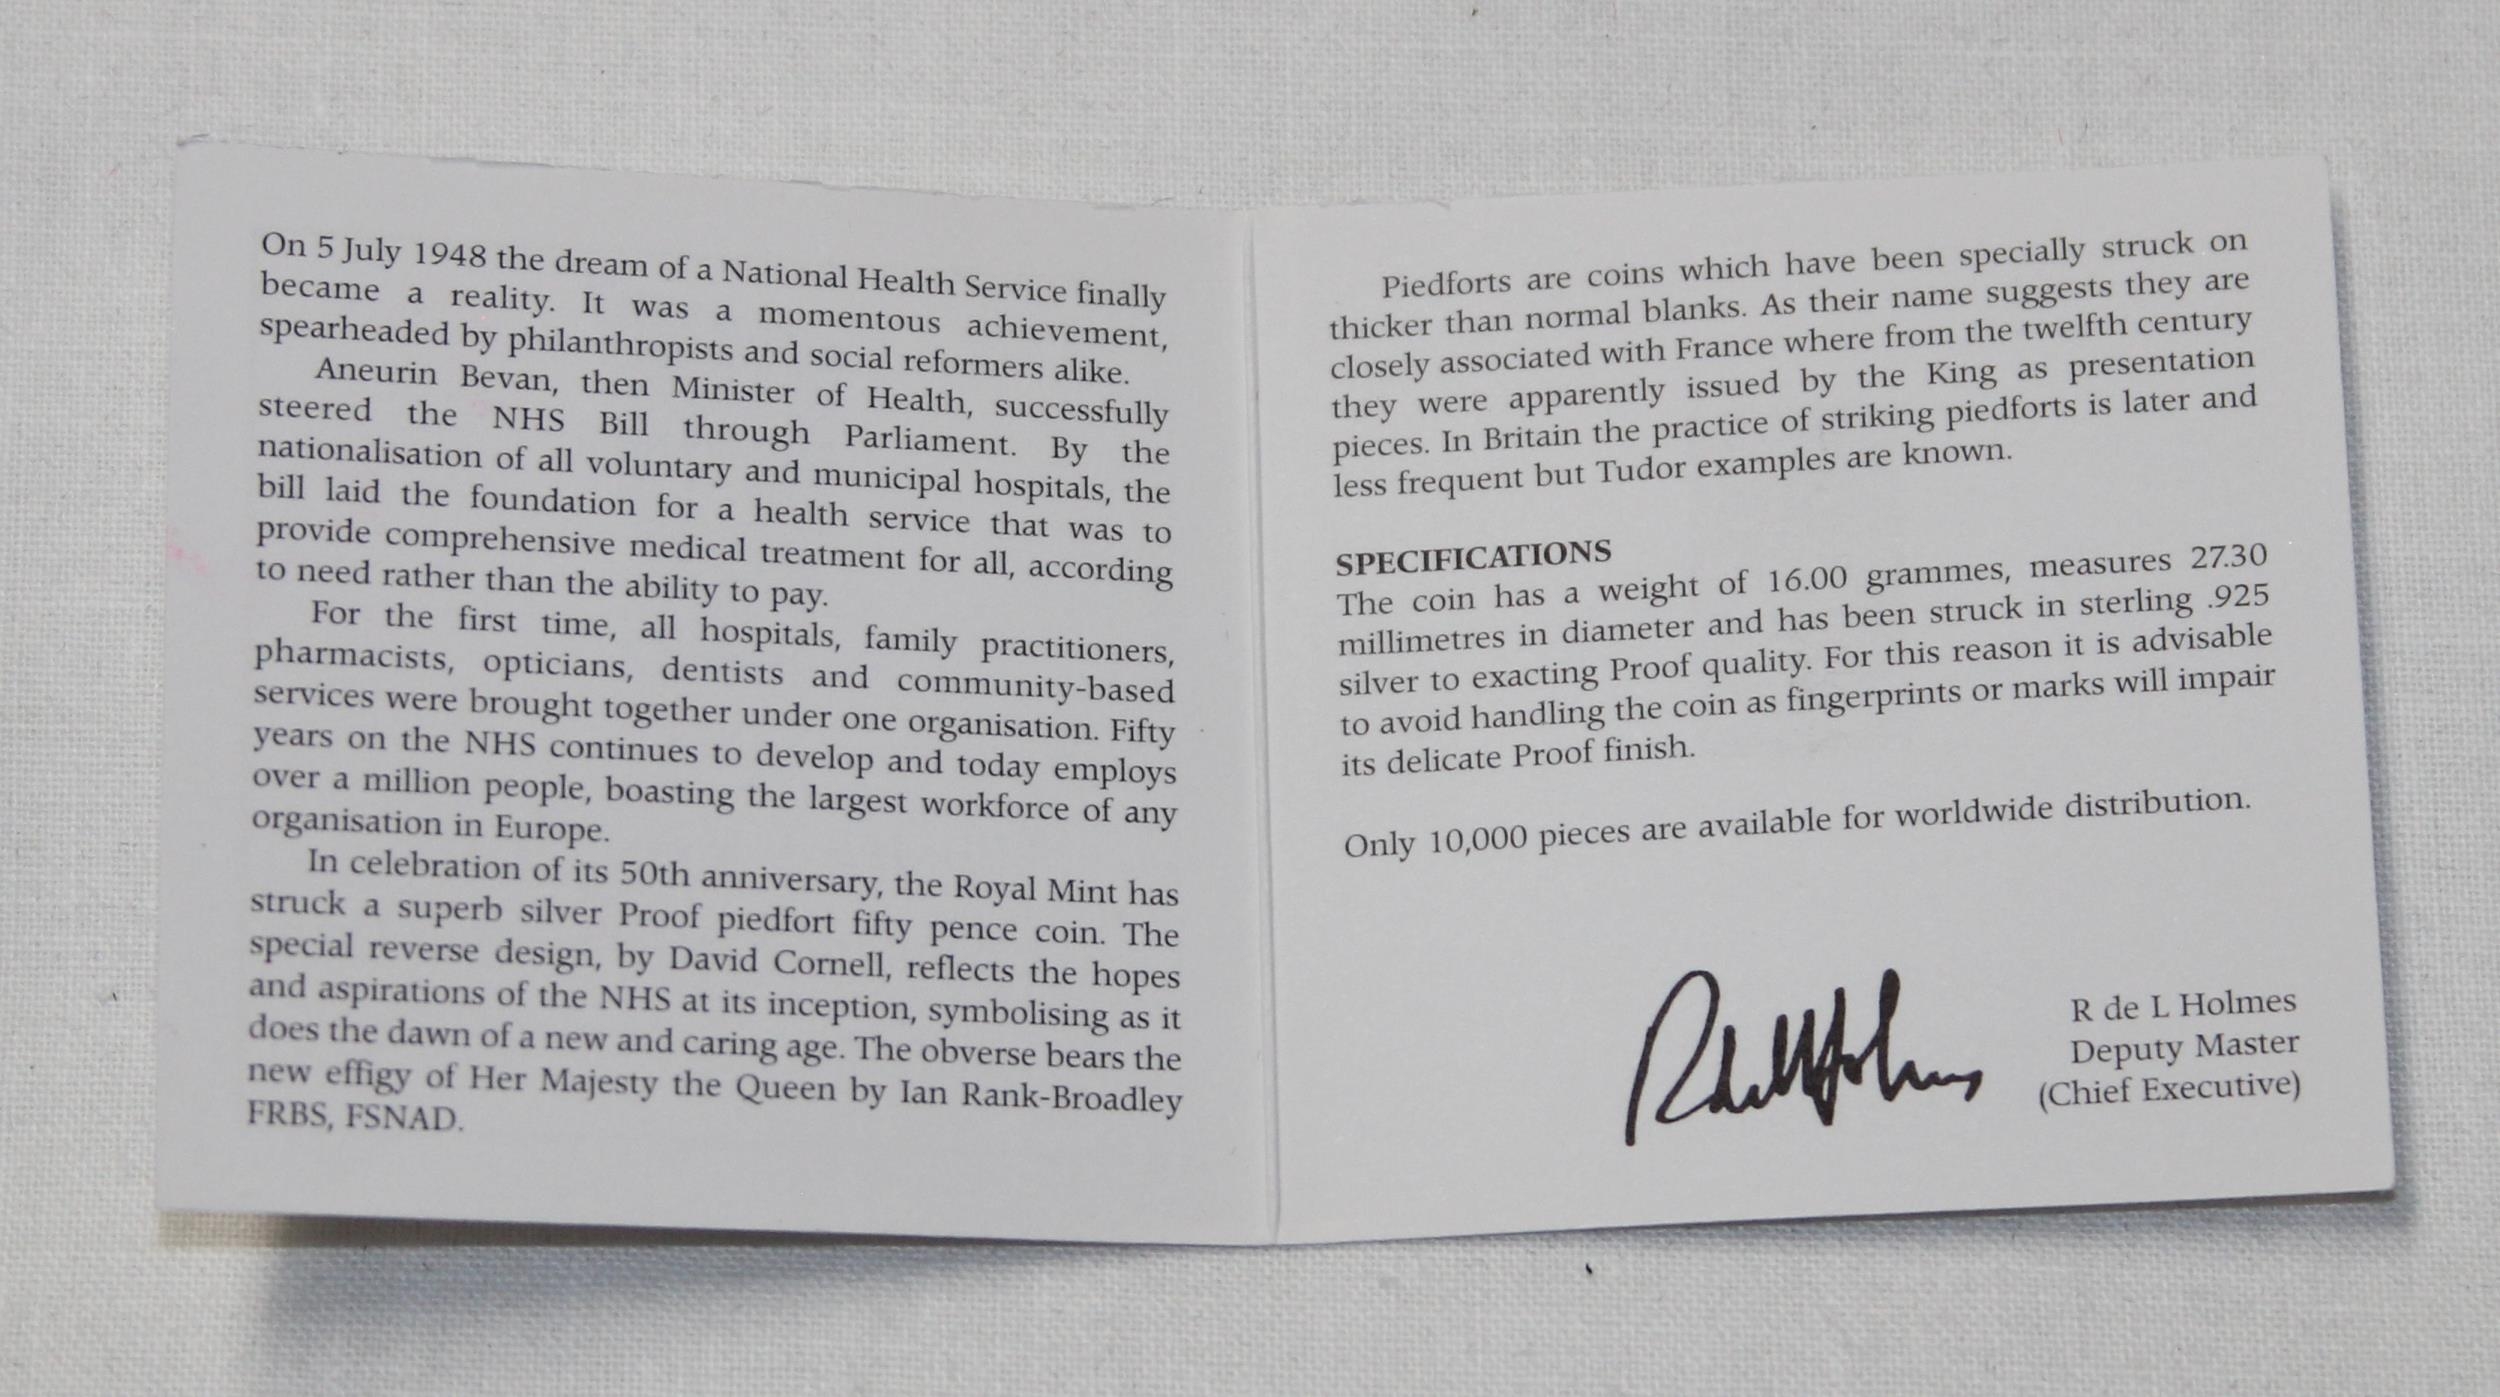 On 5 July 1948 the dream of a National Health Service finally
became a reality. It was a momentous achievement,
spearheaded by philanthropists and social reformers alike.
Aneurin Bevan, then Minister of Health, successfully
steered the NHS Bill through Parliament. By the
nationalisation of all voluntary and municipal hospitals, the
bill laid the foundation for a health service that was to
provide comprehensive medical treatment for all, according
to need rather than the ability to pay.
For the first time, all hospitals, family practitioners,
pharmacists, opticians, dentists and community-based
services were brought together under one organisation. Fifty
years on the NHS continues to develop and today employs
over a million people, boasting the largest workforce of any
organisation in Europe.
In celebration of its 50th anniversary, the Royal Mint has
struck a superb silver Proof piedfort fifty pence coin. The
special reverse design, by David Cornell, reflects the hopes
and aspirations of the NHS at its inception, symbolising as it
does the dawn of a new and caring age. The obverse bears the
new effigy of Her Majesty the Queen by Ian Rank-Broadley
FRBS, FSNAD.
Piedforts are coins which have been specially struck on
thicker than normal blanks. As their name suggests they are
closely associated with France where from the twelfth century
they were apparently issued by the King as presentation
pieces. In Britain the practice of striking piedforts is later and
less frequent but Tudor examples are known.
SPECIFICATIONS
The coin has a weight of 16.00 grammes, measures 27.30
millimetres in diameter and has been struck in sterling .925
silver to exacting Proof quality. For this reason it is advisable
to avoid handling the coin as fingerprints or marks will impair
its delicate Proof finish.
Only 10,000 pieces are available for worldwide distribution.
R de L Holmes
R de L Holmes
Deputy Master
(Chief Executive)